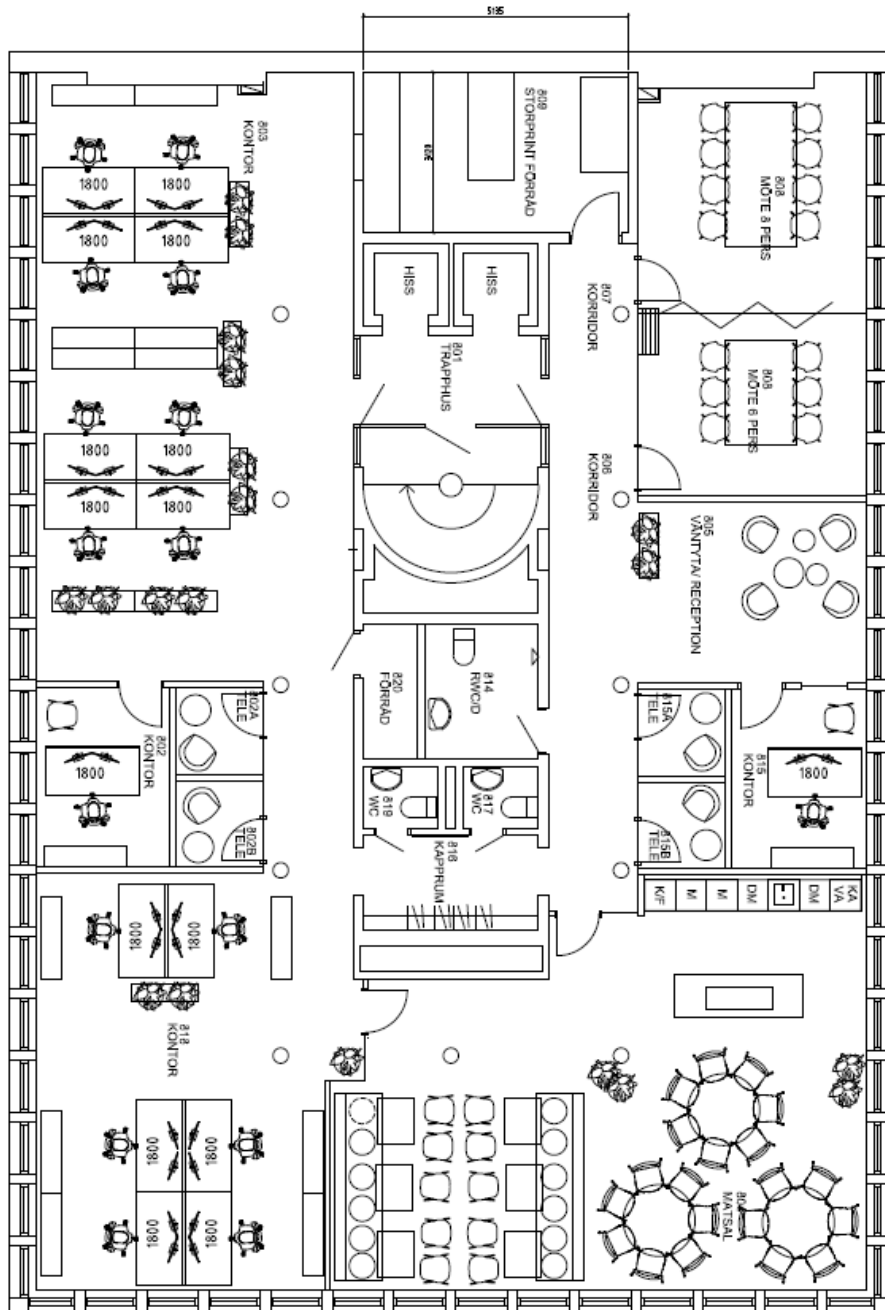 5195
809
STORPRINT FÖRRÅD
803
KONTOR
808
MÖTE 8 PERS
1800
1800
1800
1800
HISS
HISS
807
KORRIDOR
801
TRAPPHUS
808
MÖTE 6 PERS
1800
1800
1800
1800
806
KORRIDOR
805
VÄNTYTA/ RECEPTION
820
FÖRRÅD
814
RWC/D
802A
TELE
815A
TELE
802
KONTOR
1800
815
KONTOR
1800
802B
TELE
819
WC
817
WC
815B
TELE
816
KAPPRUM
K/F
M
M
DM
DM
KA
VA
1800
1800
818
KONTOR
1800
1800
1800
1800
804
MATSAL